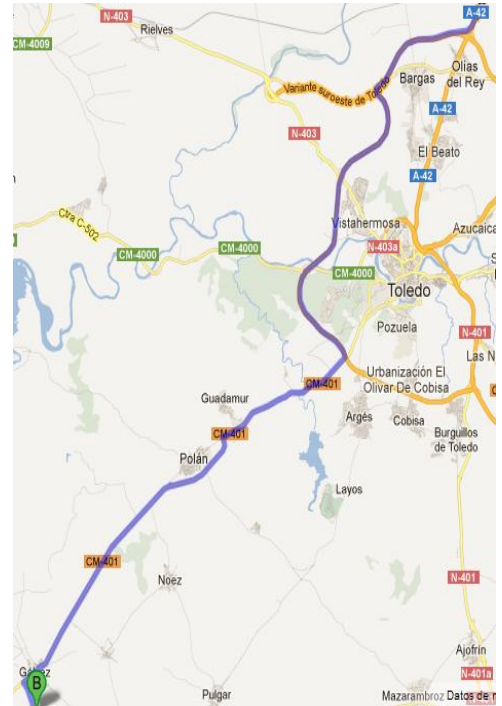 N-403
A-42
Rielves
CM-4009
Olías
del Rey
Bargas
Variante suroeste de Toledo
A-42
N-403
El Beato
A-42
Ctra C-502
Vistahermosa
Azucaica
N-403a
CM-4000
CM-4000
CM-4000
Toledo
Pozuela
N-401
Las N
Urbanización El
Olivar De Cobisa
CM-401
Guadamur
Argés
Cobisa
CM-401
Burguillos
de Toledo
Polán
Layos
CM-401
Noez
N-401
Ajofrín
B
N-401a
Pulgar
Mazarambroz
Datos de